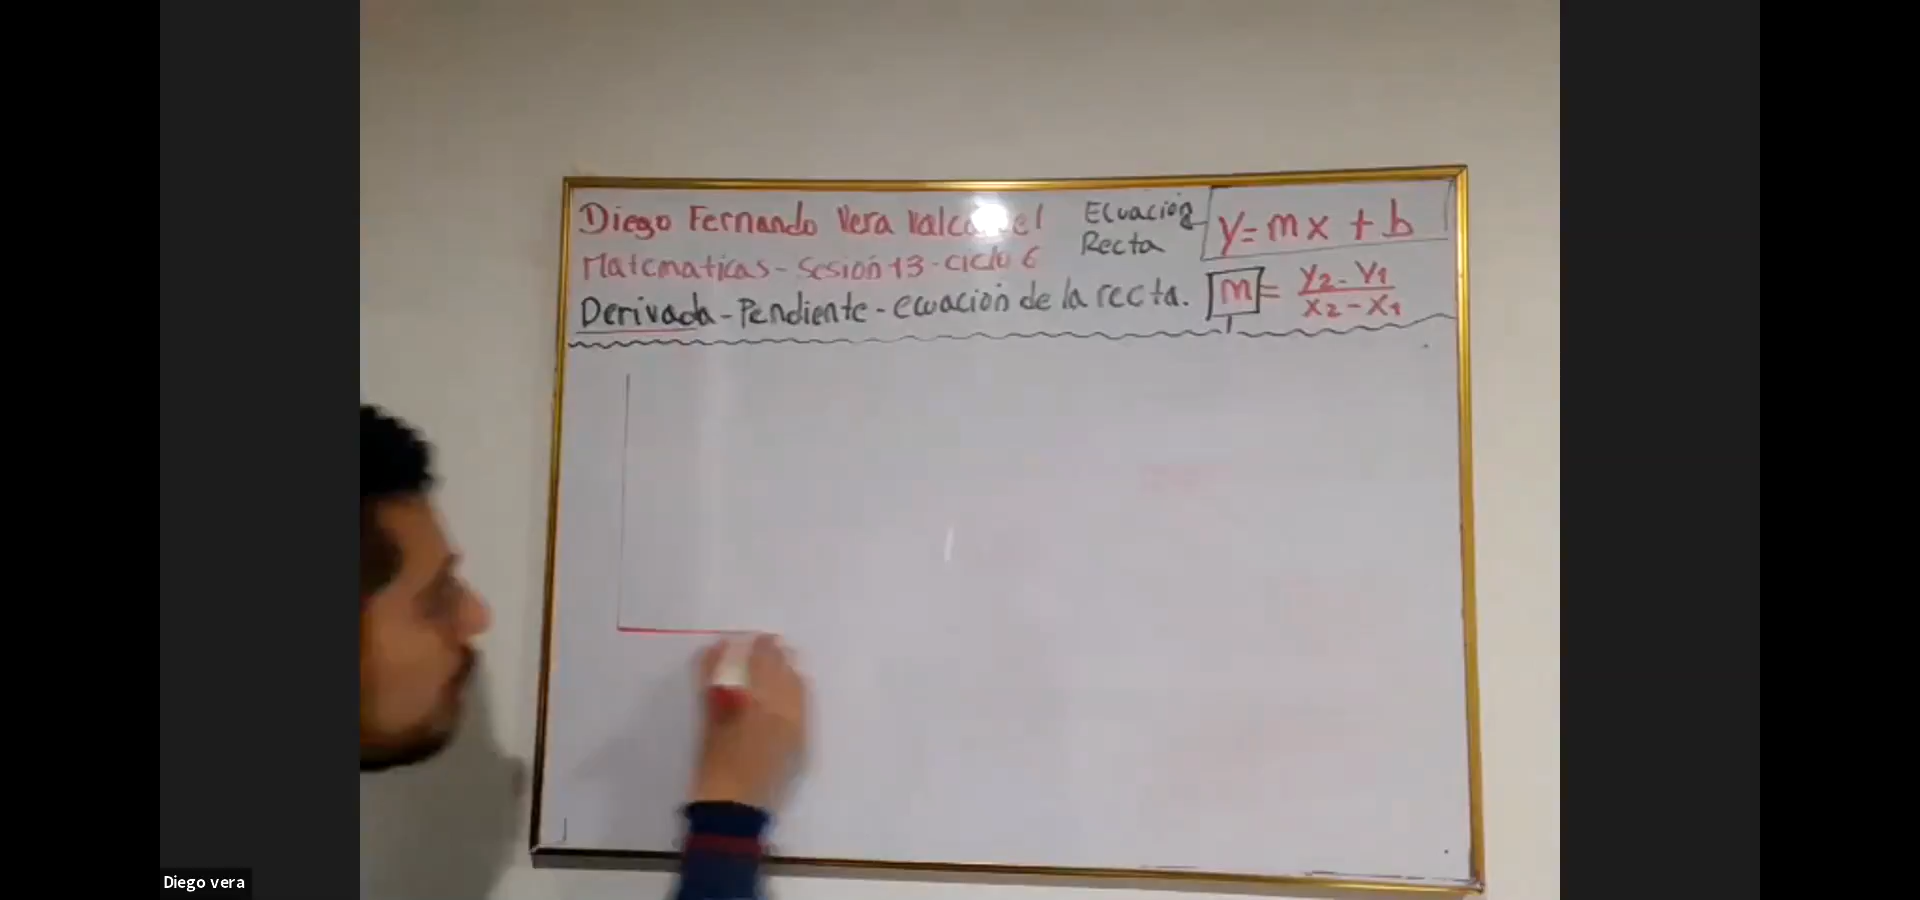 Diego Fernando Vera
Matematicas - Sesión 13 - ciclo 6
Derivada - Pendiente - ecuación de la recta.
Ecuación
Recta
y = mx + b
m = y2 - y1 / x2 - x1
Diego vera